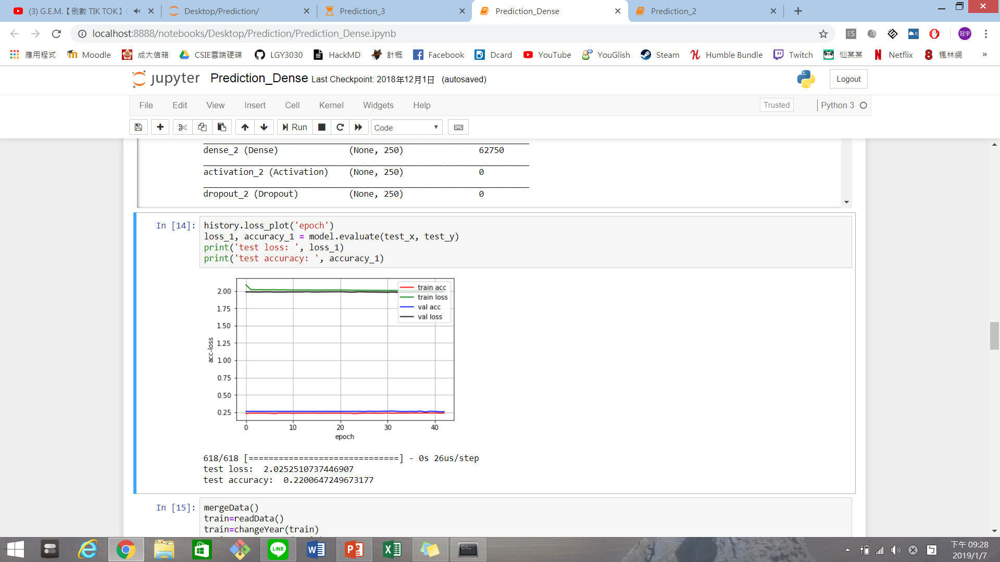 (3) G.E.M.【倒數 TIK TOK】
Desktop/Prediction/
Prediction_3
Prediction_Dense
Prediction_2
localhost:8888/notebooks/Desktop/Prediction/Prediction_Dense.ipynb
ES
IL
冠宇
應用程式
Moodle
成大信箱
CSIE雲端硬碟
LGY3030
HackMD
計概
Facebook
Dcard
YouTube
YouGlish
Steam
Humble Bundle
Twitch
仙某某
Netflix
楓林網
»
jupyter Prediction_Dense Last Checkpoint: 2018年12月1日 (autosaved)
Logout
File Edit View Insert Cell Kernel Widgets Help
Trusted
Python 3
Run
Code
dense_2 (Dense) (None, 250) 62750
activation_2 (Activation) (None, 250) 0
dropout_2 (Dropout) (None, 250) 0
In [14]:
history.loss_plot('epoch')
loss_1, accuracy_1 = model.evaluate(test_x, test_y)
print('test loss: ', loss_1)
print('test accuracy: ', accuracy_1)
2.00
1.75
1.50
1.25
1.00
0.75
0.50
0.25
acc-loss
train acc
train loss
val acc
val loss
0 10 20 30 40
epoch
618/618 [==============================] - 0s 26us/step
test loss:  2.0252510737446907
test accuracy:  0.2200647249673177
In [15]:
mergeData()
train=readData()
train=changeYear(train)
LINE
下午 09:28
2019/1/7